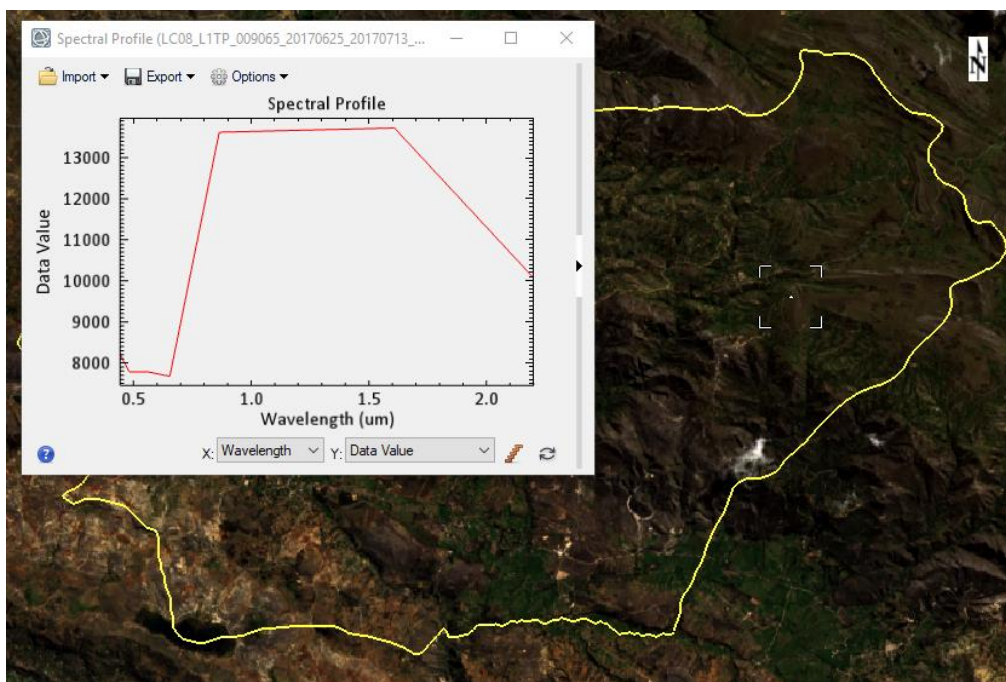 Spectral Profile (LC08_L1TP_009065_20170625_20170713_...
Import Export Options
Spectral Profile
13000
12000
11000
10000
9000
8000
Data Value
0.5 1.0 1.5 2.0
Wavelength (um)
? X: Wavelength Y: Data Value
N